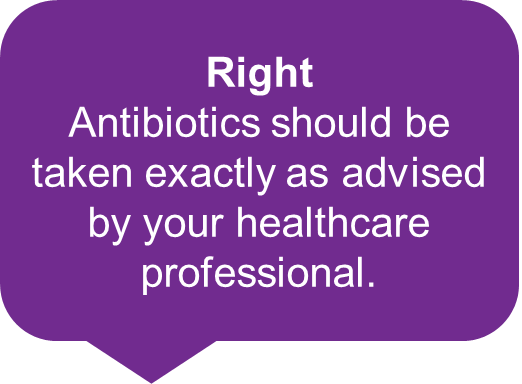 Right
Antibiotics should be
taken exactly as advised
by your healthcare
professional.